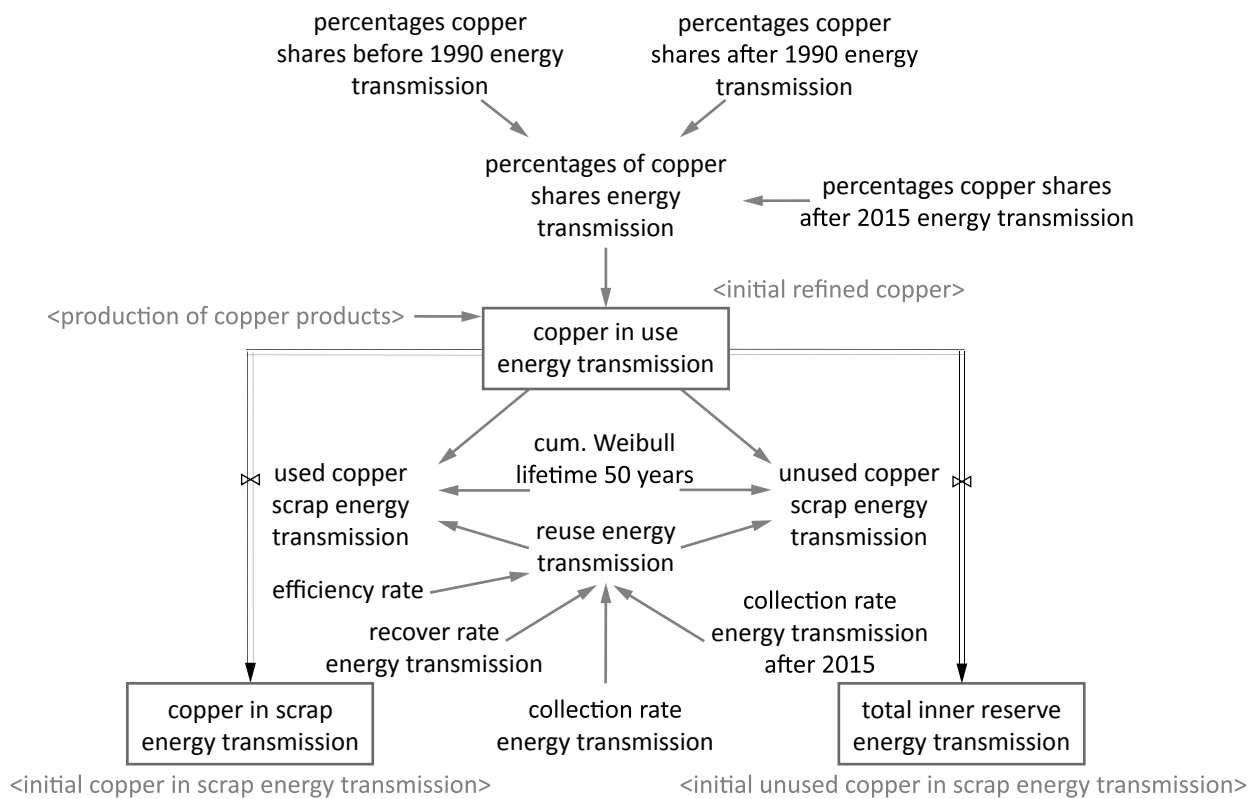 percentages copper
shares before 1990 energy
transmission
percentages copper
shares after 1990 energy
transmission
percentages of copper
shares energy
transmission
percentages copper shares
after 2015 energy transmission
<initial refined copper>
<production of copper products>
copper in use
energy transmission
cum. Weibull
lifetime 50 years
used copper
scrap energy
transmission
unused copper
scrap energy
transmission
reuse energy
transmission
efficiency rate
recover rate
energy transmission
collection rate
energy transmission
after 2015
collection rate
energy transmission
copper in scrap
energy transmission
total inner reserve
energy transmission
<initial copper in scrap energy transmission>
<initial unused copper in scrap energy transmission>